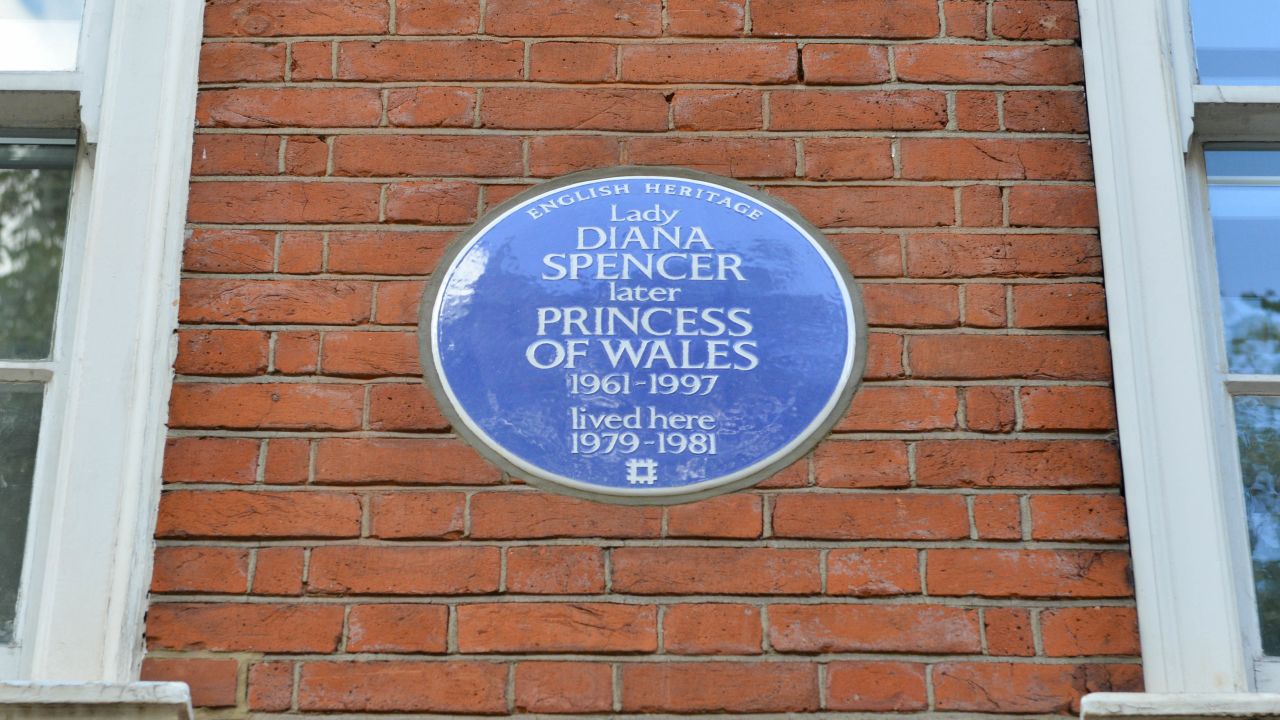 ENGLISH HERITAGE
Lady
DIANA
SPENCER
later
PRINCESS
OF WALES
1961-1997
lived here
1979-1981